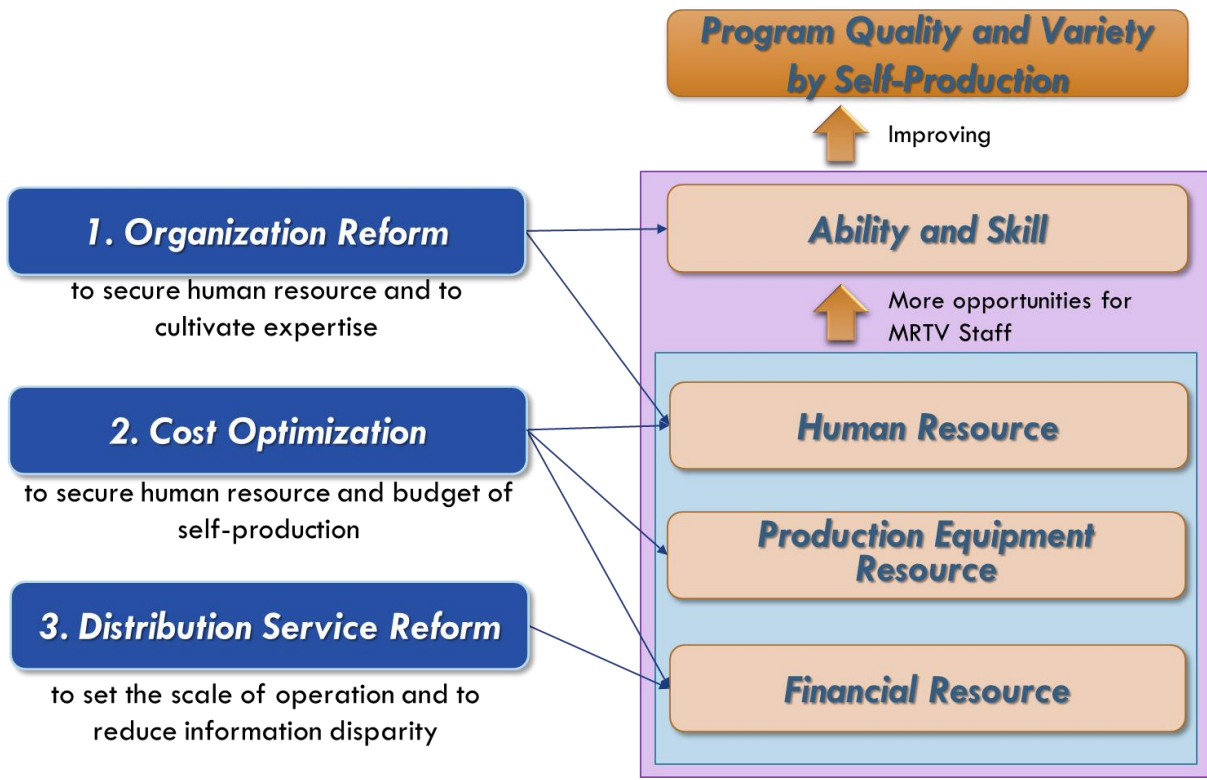 Program Quality and Variety
by Self-Production
Improving
1. Organization Reform
to secure human resource and to
cultivate expertise
Ability and Skill
More opportunities for
MRTV Staff
2. Cost Optimization
to secure human resource and budget of
self-production
Human Resource
Production Equipment
Resource
3. Distribution Service Reform
to set the scale of operation and to
reduce information disparity
Financial Resource